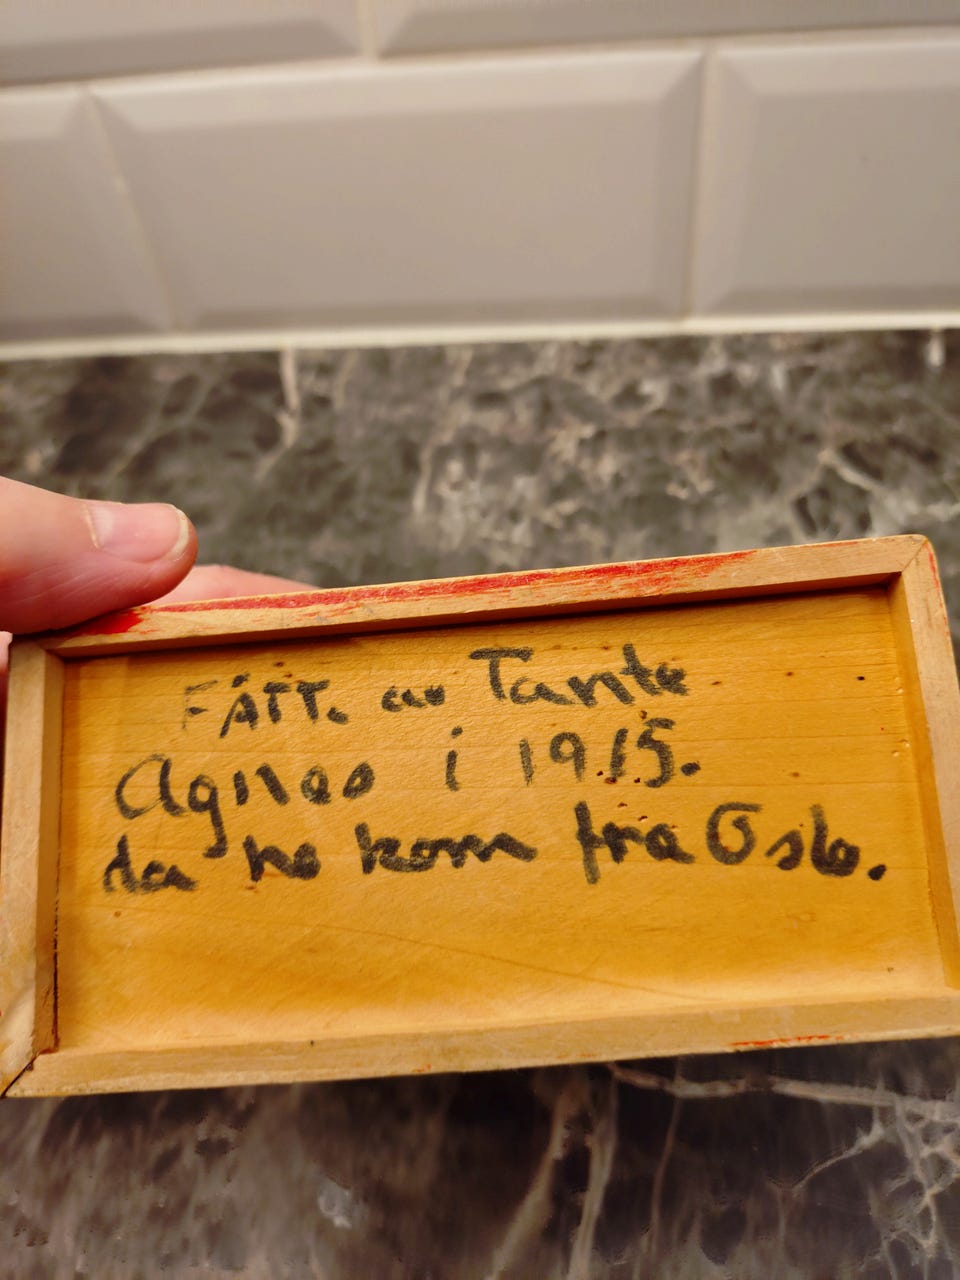 FÅTT. av Tante
Agnes i 1915.
da ho kom fra Oslo.